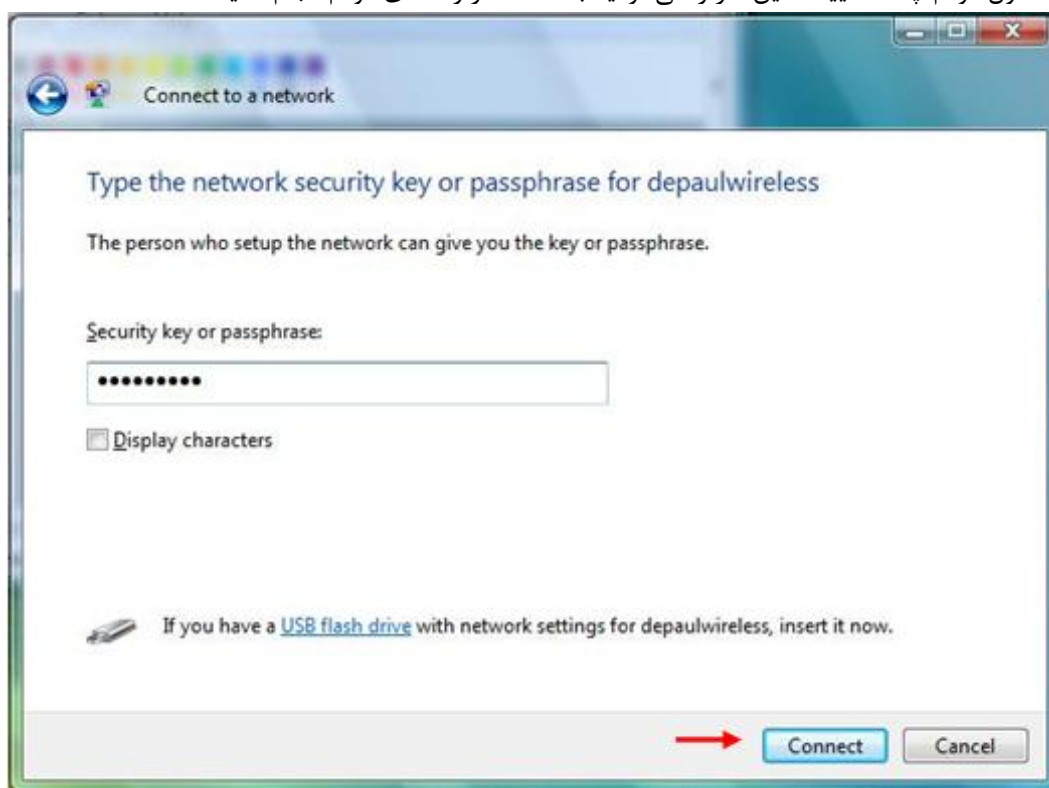 Connect to a network
Type the network security key or passphrase for depaulwireless
The person who setup the network can give you the key or passphrase.
Security key or passphrase:
•••••••••
Display characters
If you have a USB flash drive with network settings for depaulwireless, insert it now.
Connect Cancel